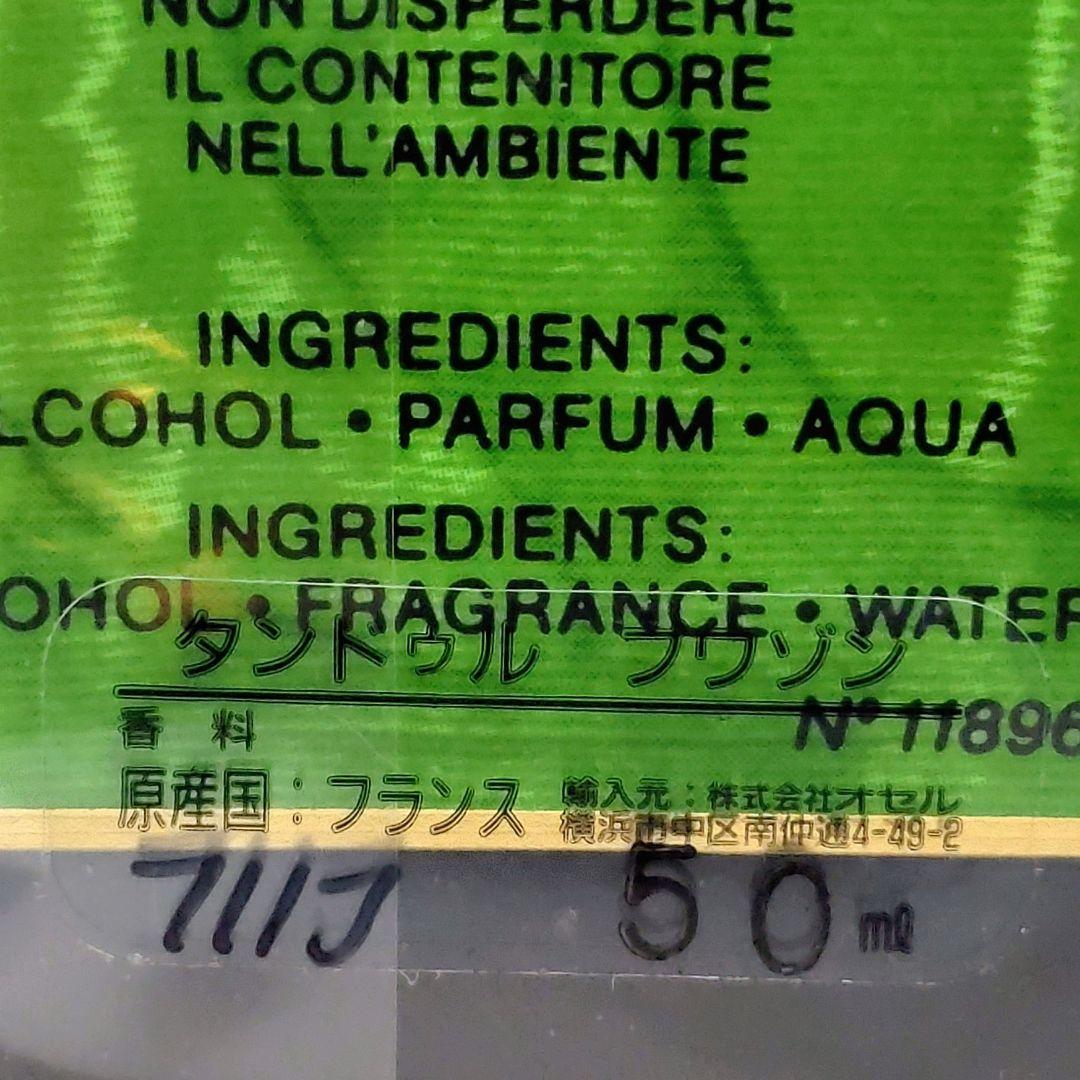 NON DISPERDERE
IL CONTENITORE
NELL'AMBIENTE
INGREDIENTS:
LCOHOL • PARFUM • AQUA
INGREDIENTS:
OHOL • FRAGRANCE • WATER
タンドゥル プワゾン
N° 11896
香 料
原産国：フランス
輸入元：株式会社オセル
横浜市中区南仲通4-49-2
50ml